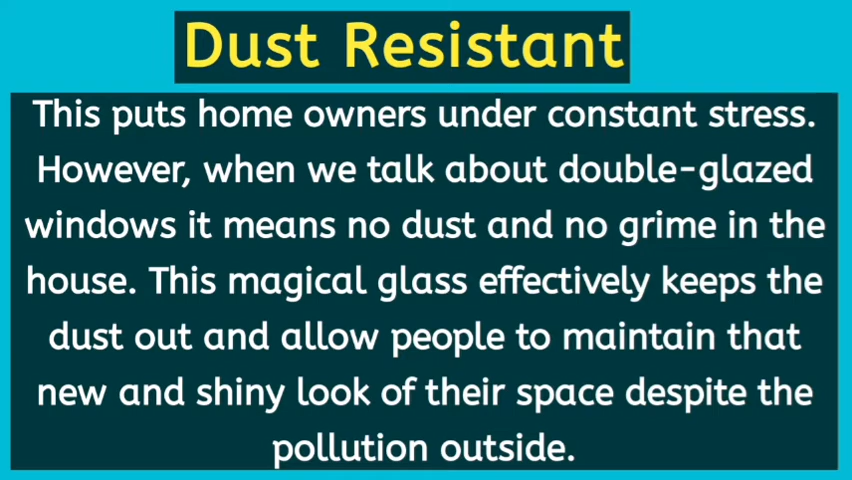 Dust Resistant
This puts home owners under constant stress.
However, when we talk about double-glazed
windows it means no dust and no grime in the
house. This magical glass effectively keeps the
dust out and allow people to maintain that
new and shiny look of their space despite the
pollution outside.